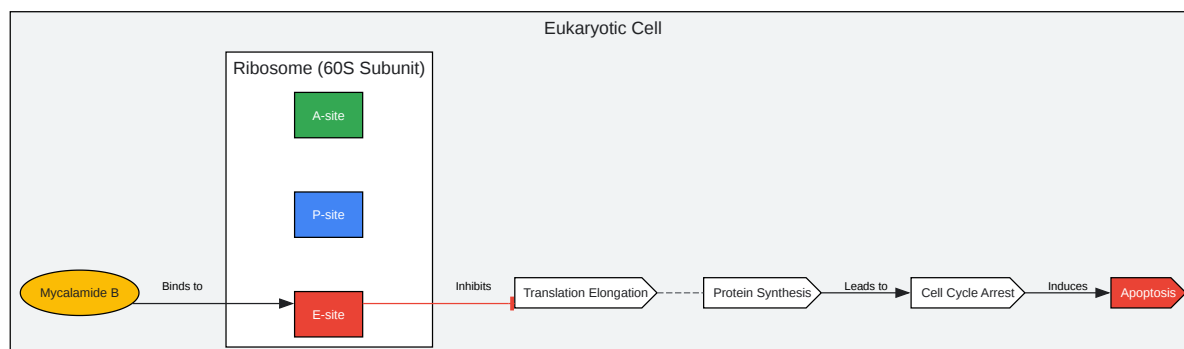 Eukaryotic Cell
Ribosome (60S Subunit)
A-site
P-site
Mycalamide B
Binds to
E-site
Inhibits
Translation Elongation
Protein Synthesis
Leads to
Cell Cycle Arrest
Induces
Apoptosis